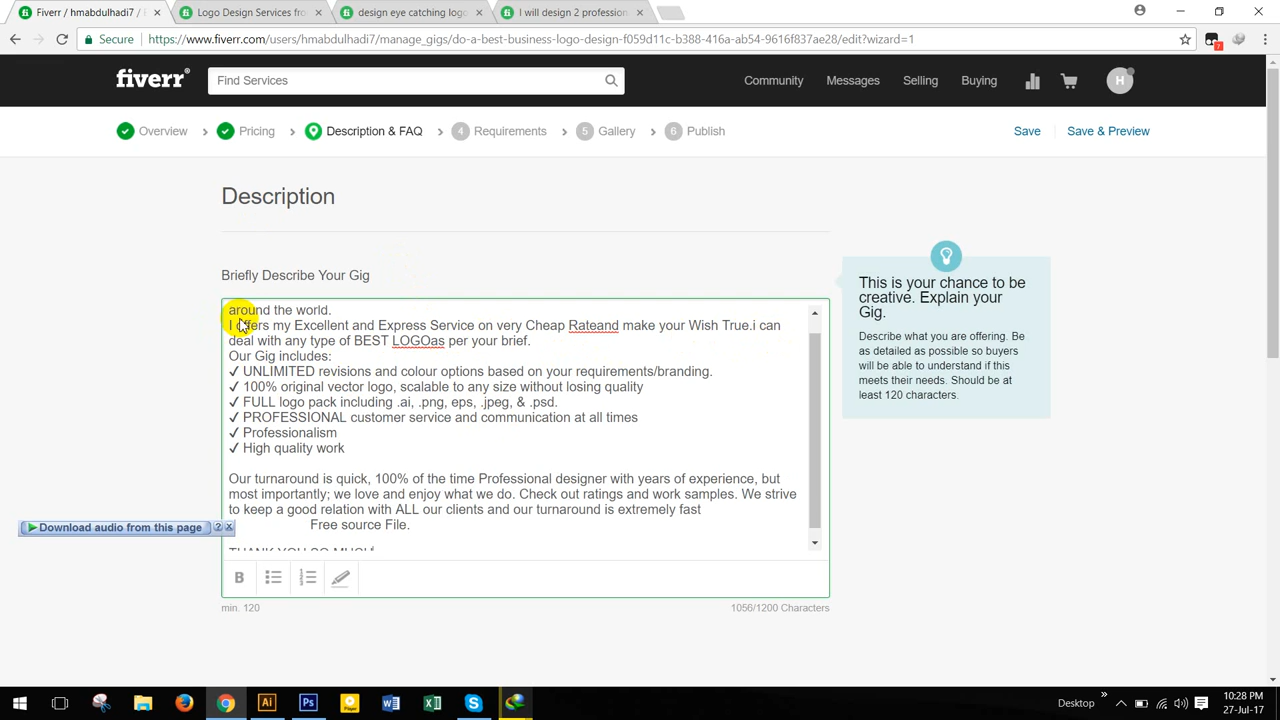 Fiverr / hmabdulhadi7 / E
Logo Design Services fro
design eye catching logo
I will design 2 profession
Secure
https://www.fiverr.com/users/hmabdulhadi7/manage_gigs/do-a-best-business-logo-design-f059d11c-b388-416a-ab54-9616f837ae28/edit?wizard=1
7
fiverr®
Find Services
Community
Messages
Selling
Buying
H
Overview
Pricing
Description & FAQ
4 Requirements
5 Gallery
6 Publish
Save
Save & Preview
Description
Briefly Describe Your Gig
around the world.
I offers my Excellent and Express Service on very Cheap Rateand make your Wish True.i can
deal with any type of BEST LOGOas per your brief.
Our Gig includes:
✓ UNLIMITED revisions and colour options based on your requirements/branding.
✓ 100% original vector logo, scalable to any size without losing quality
✓ FULL logo pack including .ai, .png, eps, .jpeg, & .psd.
✓ PROFESSIONAL customer service and communication at all times
✓ Professionalism
✓ High quality work
Our turnaround is quick, 100% of the time Professional designer with years of experience, but
most importantly; we love and enjoy what we do. Check out ratings and work samples. We strive
to keep a good relation with ALL our clients and our turnaround is extremely fast
Free source File.
THANK YOU SO MUCH
B
min. 120
1056/1200 Characters
This is your chance to be
creative. Explain your
Gig.
Describe what you are offering. Be
as detailed as possible so buyers
will be able to understand if this
meets their needs. Should be at
least 120 characters.
Download audio from this page
? x
Ai
Ps
Player
Desktop
10:28 PM
27-Jul-17